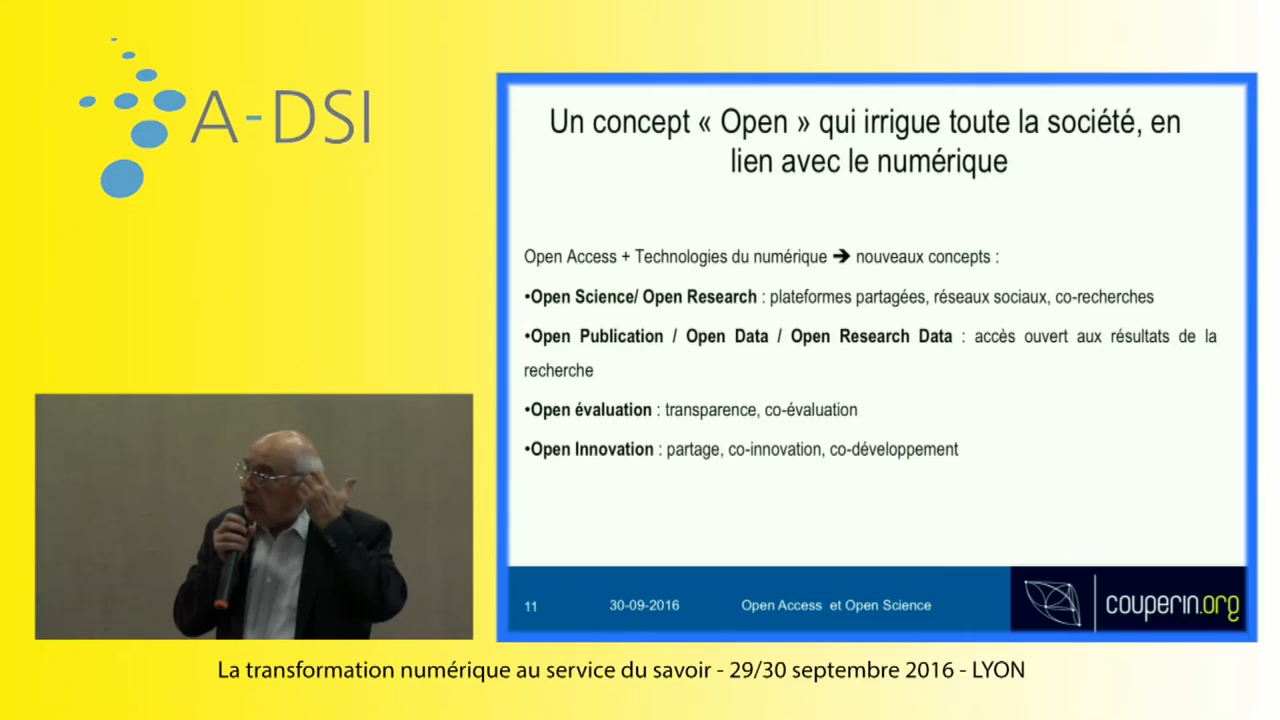 A-DSI
Un concept « Open » qui irrigue toute la société, en
lien avec le numérique
Open Access + Technologies du numérique ➔ nouveaux concepts :
•Open Science/ Open Research : plateformes partagées, réseaux sociaux, co-recherches
•Open Publication / Open Data / Open Research Data : accès ouvert aux résultats de la
recherche
•Open évaluation : transparence, co-évaluation
•Open Innovation : partage, co-innovation, co-développement
11 30-09-2016 Open Access et Open Science couperin.org
La transformation numérique au service du savoir - 29/30 septembre 2016 - LYON